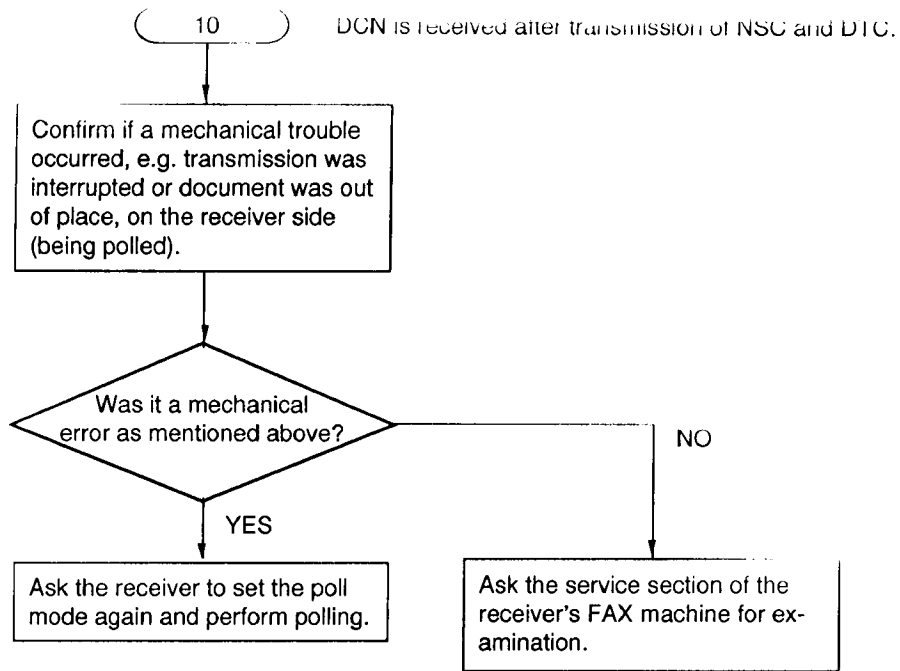 10
DCN is received after transmission of NSC and DTC.
Confirm if a mechanical trouble
occurred, e.g. transmission was
interrupted or document was out
of place, on the receiver side
(being polled).
Was it a mechanical
error as mentioned above?
NO
YES
Ask the receiver to set the poll
mode again and perform polling.
Ask the service section of the
receiver's FAX machine for ex-
amination.